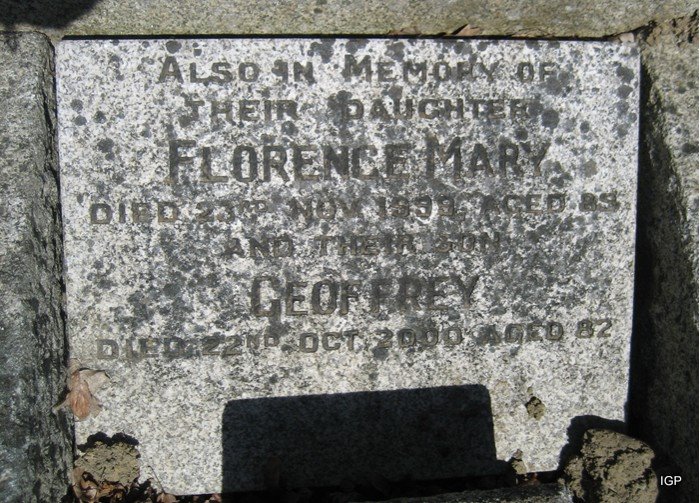 ALSO IN MEMORY OF
THEIR DAUGHTER
FLORENCE MARY
DIED 23RD NOV. 1999, AGED 89
AND THEIR SON
GEOFFREY
DIED 22ND OCT. 2000 AGED 82
IGP